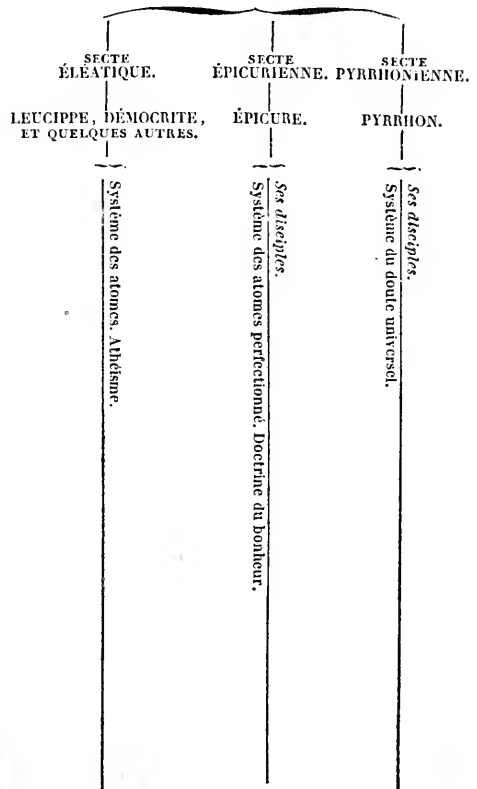 SECTE
ÉLÉATIQUE.
LEUCIPPE, DÉMOCRITE,
ET QUELQUES AUTRES.
Système des atomes. Athéisme.
SECTE
ÉPICURIENNE.
ÉPICURE.
Ses disciples.
Système des atomes perfectionné. Doctrine du bonheur.
SECTE
PYRRHONIENNE.
PYRRHON.
Ses disciples.
Système du doute universel.